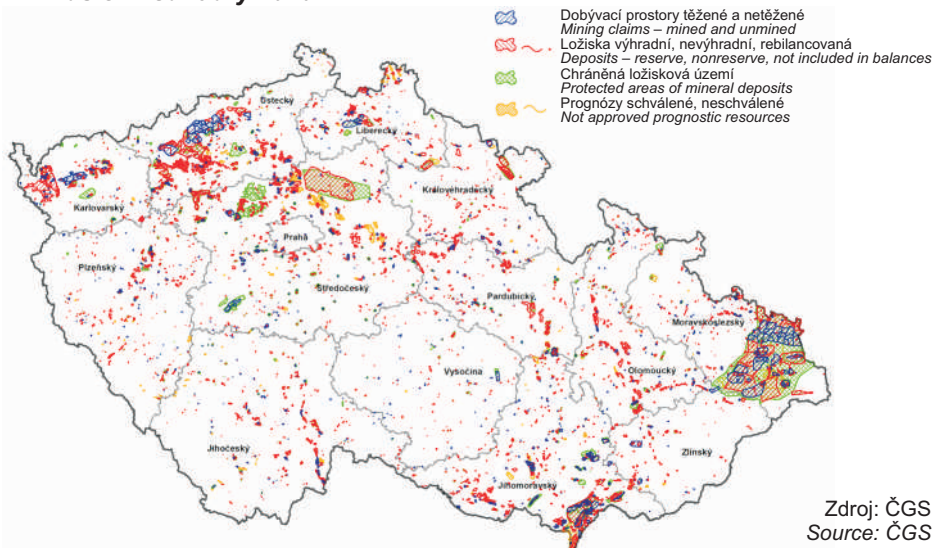 Dobývací prostory těžené a netěžené
Mining claims – mined and unmined
Ložiska výhradní, nevýhradní, rebilancovaná
Deposits – reserve, nonreserve, not included in balances
Chráněná ložisková území
Protected areas of mineral deposits
Prognózy schválené, neschválené
Not approved prognostic resources
Ústecký
Liberecký
Královéhradecký
Karlovarský
Praha
Plzeňský
Středočeský
Pardubický
Moravskoslezský
Vysočina
Olomoucký
Jihočeský
Zlínský
Jihomoravský
Zdroj: ČGS
Source: ČGS